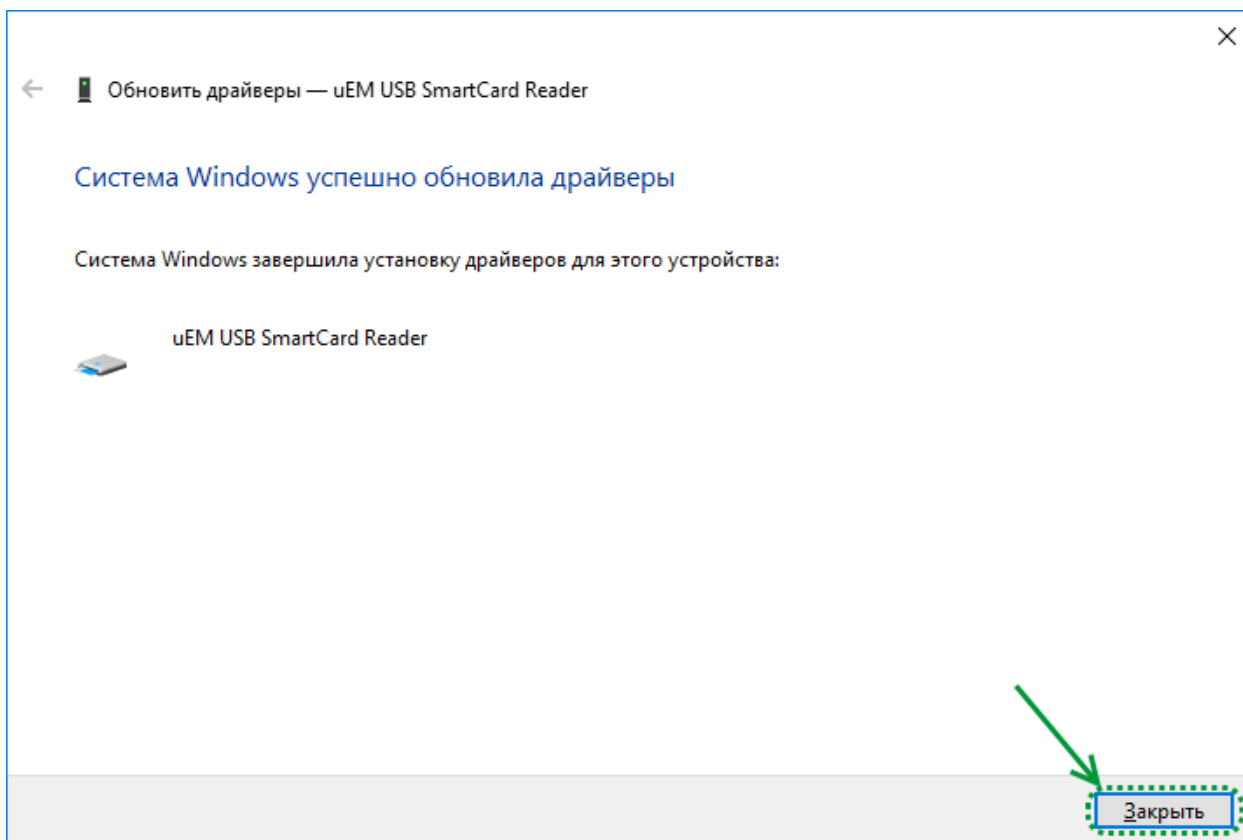 Обновить драйверы — uEM USB SmartCard Reader
Система Windows успешно обновила драйверы
Система Windows завершила установку драйверов для этого устройства:
uEM USB SmartCard Reader
Закрыть